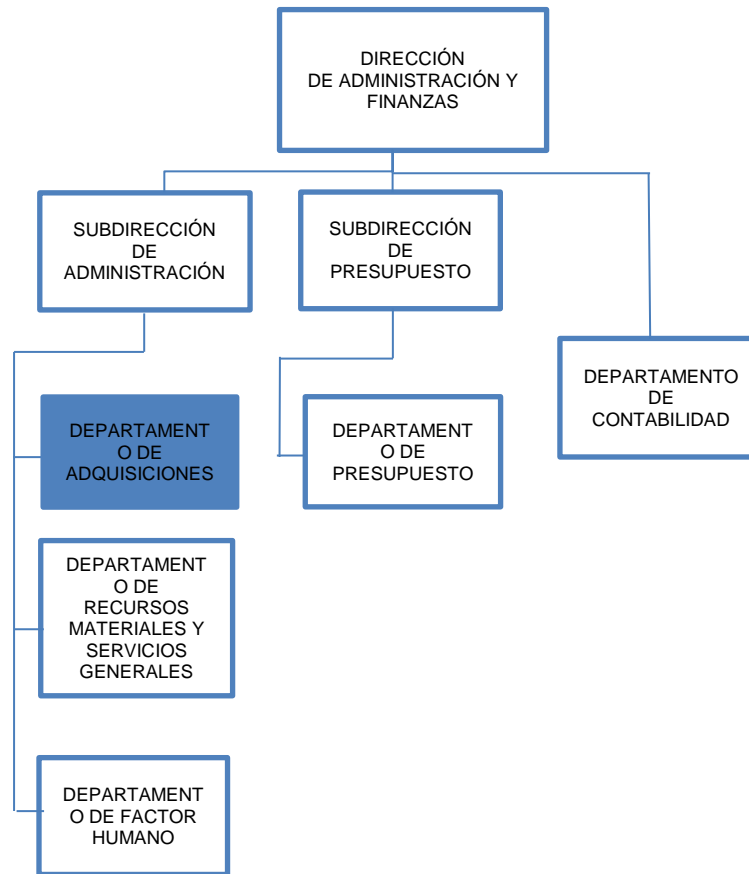 DIRECCIÓN
DE ADMINISTRACIÓN Y
FINANZAS
SUBDIRECCIÓN
DE
ADMINISTRACIÓN
SUBDIRECCIÓN
DE
PRESUPUESTO
DEPARTAMENTO
DE
CONTABILIDAD
DEPARTAMENT
O DE
ADQUISICIONES
DEPARTAMENT
O DE
PRESUPUESTO
DEPARTAMENT
O DE
RECURSOS
MATERIALES Y
SERVICIOS
GENERALES
DEPARTAMENT
O DE FACTOR
HUMANO